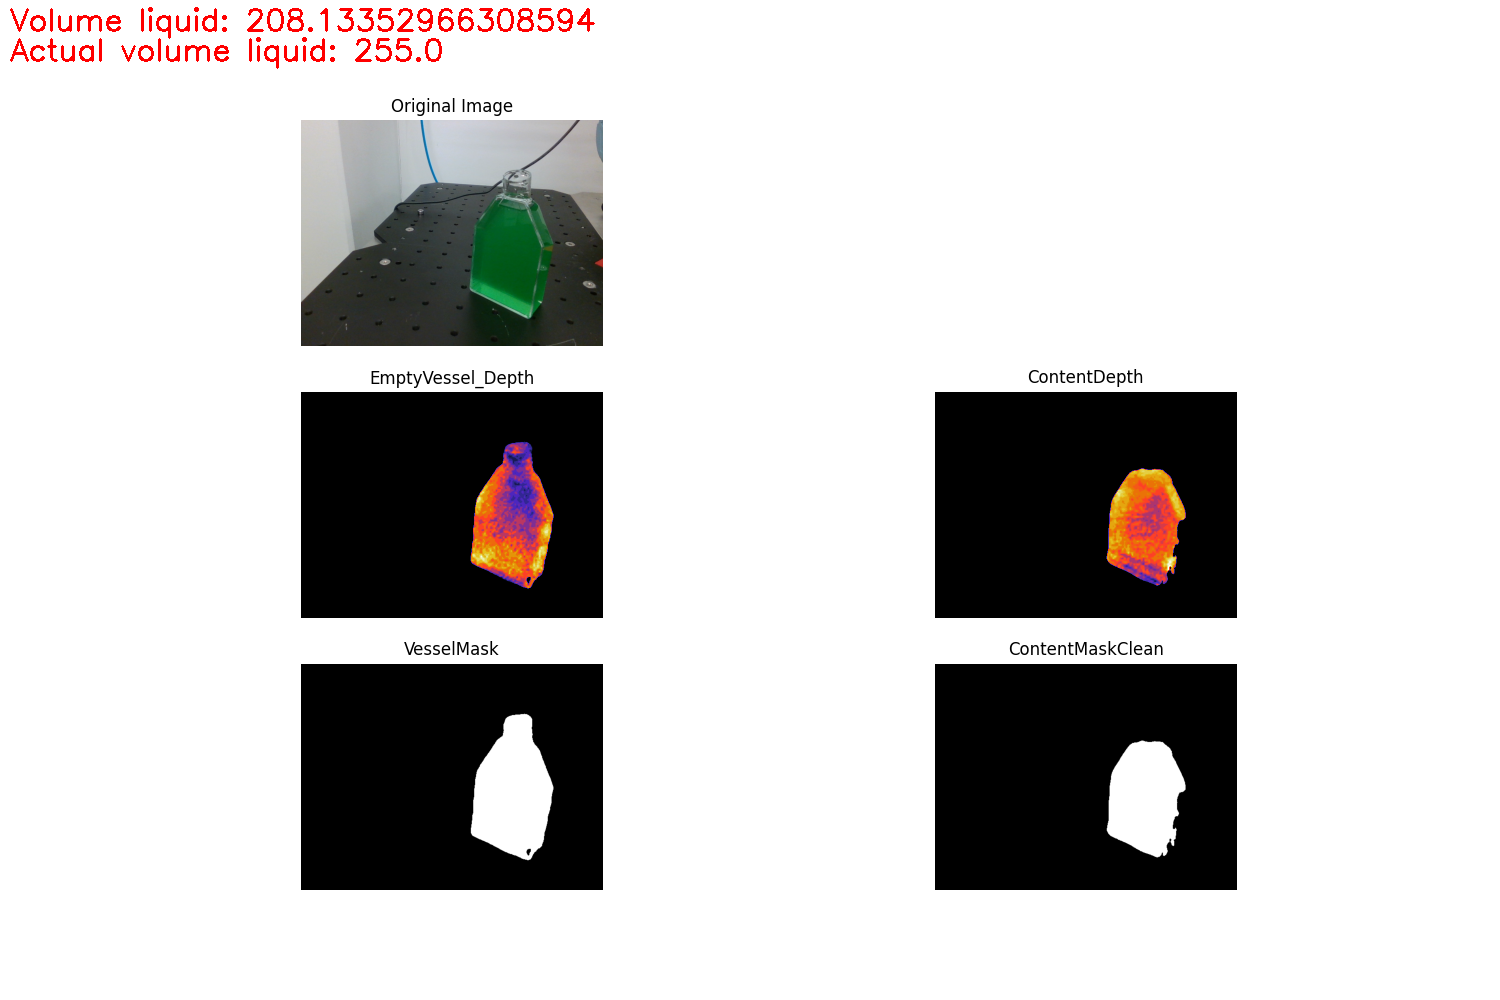 Volume liquid: 208.13352966308594
Actual volume liquid: 255.0
Original Image
EmptyVessel_Depth
ContentDepth
VesselMask
ContentMaskClean